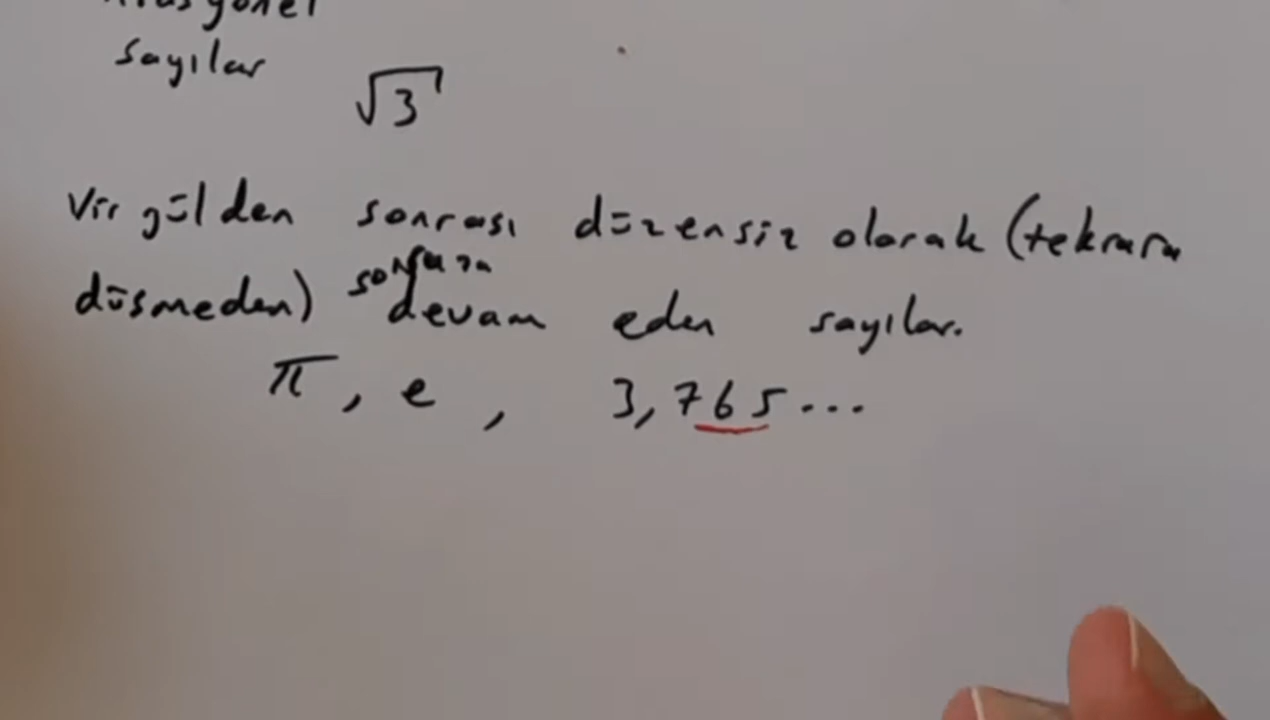 sayılar
√3
Virgülden sonrası düzensiz olarak (tekrara
düşmeden) sonsuza devam eden sayılar.
π, e, 3,765...